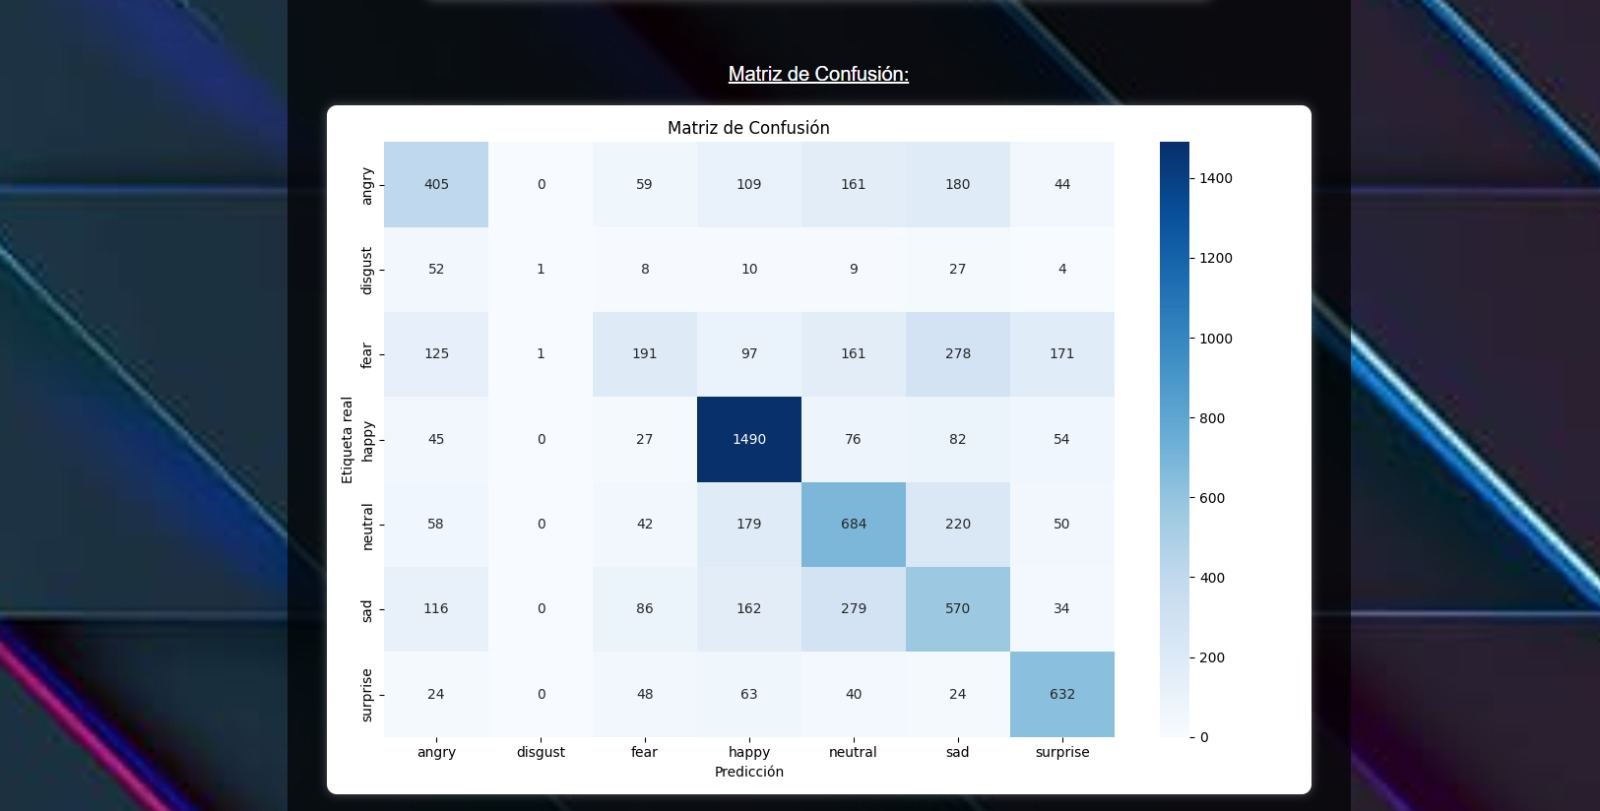 Matriz de Confusión:
Matriz de Confusión
angry 405 0 59 109 161 180 44
disgust 52 1 8 10 9 27 4
fear 125 1 191 97 161 278 171
happy 45 0 27 1490 76 82 54
neutral 58 0 42 179 684 220 50
sad 116 0 86 162 279 570 34
surprise 24 0 48 63 40 24 632
Etiqueta real
angry disgust fear happy neutral sad surprise
Predicción
1400
1200
1000
800
600
400
200
0